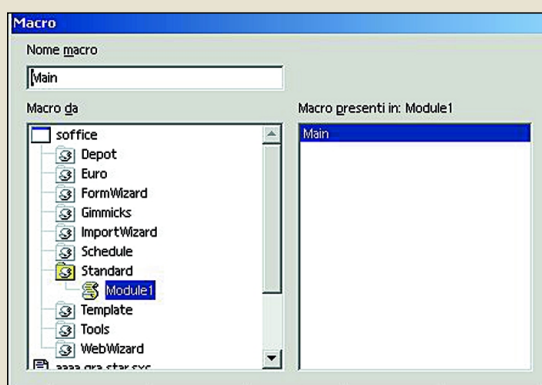 Macro
Nome macro
Main
Macro da
soffice
Depot
Euro
FormWizard
Gimmicks
ImportWizard
Schedule
Standard
Module1
Template
Tools
WebWizard
Macro presenti in: Module1
Main